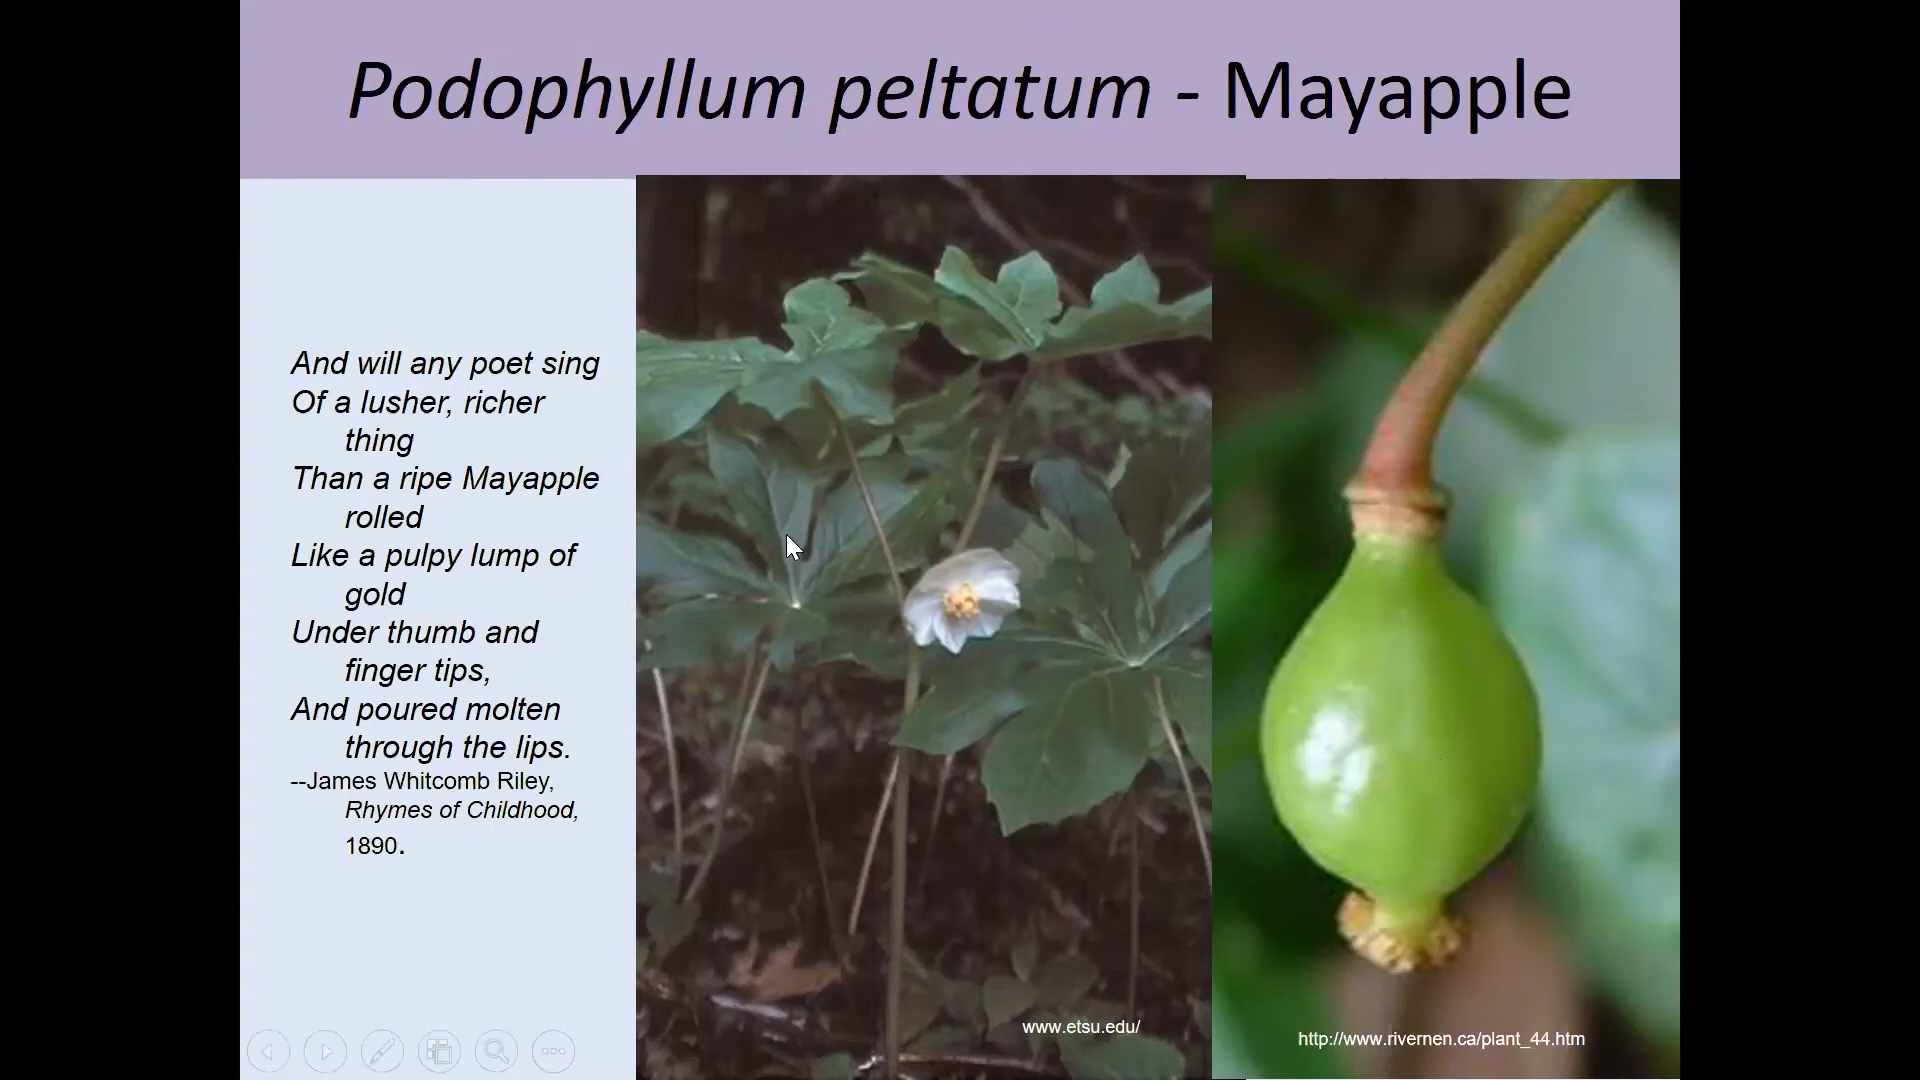 Podophyllum peltatum - Mayapple
And will any poet sing
Of a lusher, richer
thing
Than a ripe Mayapple
rolled
Like a pulpy lump of
gold
Under thumb and
finger tips,
And poured molten
through the lips.
--James Whitcomb Riley,
Rhymes of Childhood,
1890.
www.etsu.edu/
http://www.rivernen.ca/plant_44.htm